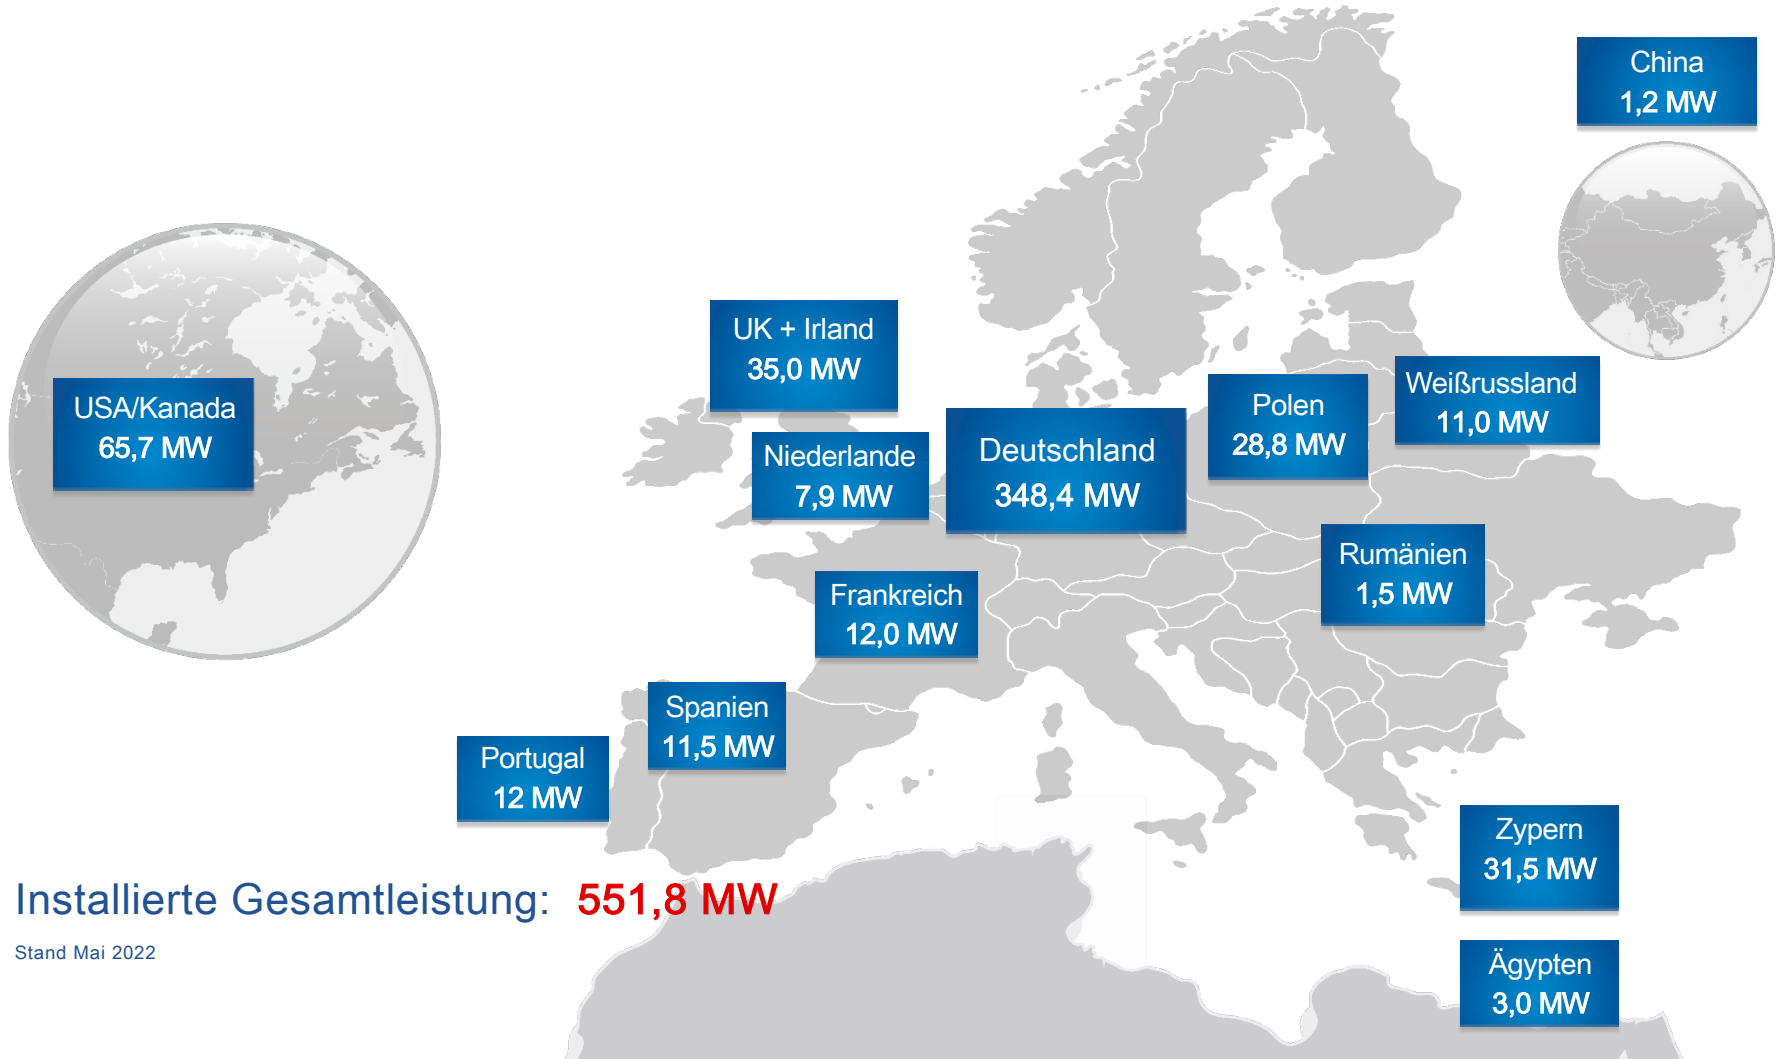 China
1,2 MW
UK + Irland
35,0 MW
USA/Kanada
65,7 MW
Weißrussland
11,0 MW
Polen
28,8 MW
Deutschland
348,4 MW
Niederlande
7,9 MW
Rumänien
1,5 MW
Frankreich
12,0 MW
Spanien
11,5 MW
Portugal
12 MW
Zypern
31,5 MW
Installierte Gesamtleistung: 551,8 MW
Stand Mai 2022
Ägypten
3,0 MW